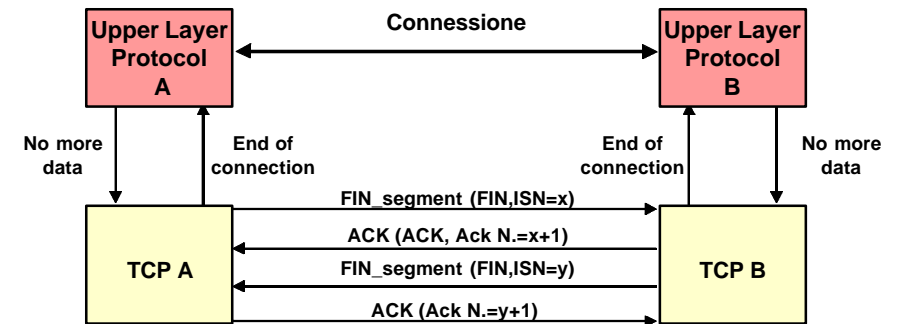 Connessione
Upper Layer
Protocol
A
Upper Layer
Protocol
B
No more
data
End of
connection
End of
connection
No more
data
FIN_segment (FIN,ISN=x)
ACK (ACK, Ack N.=x+1)
FIN_segment (FIN,ISN=y)
ACK (Ack N.=y+1)
TCP A
TCP B